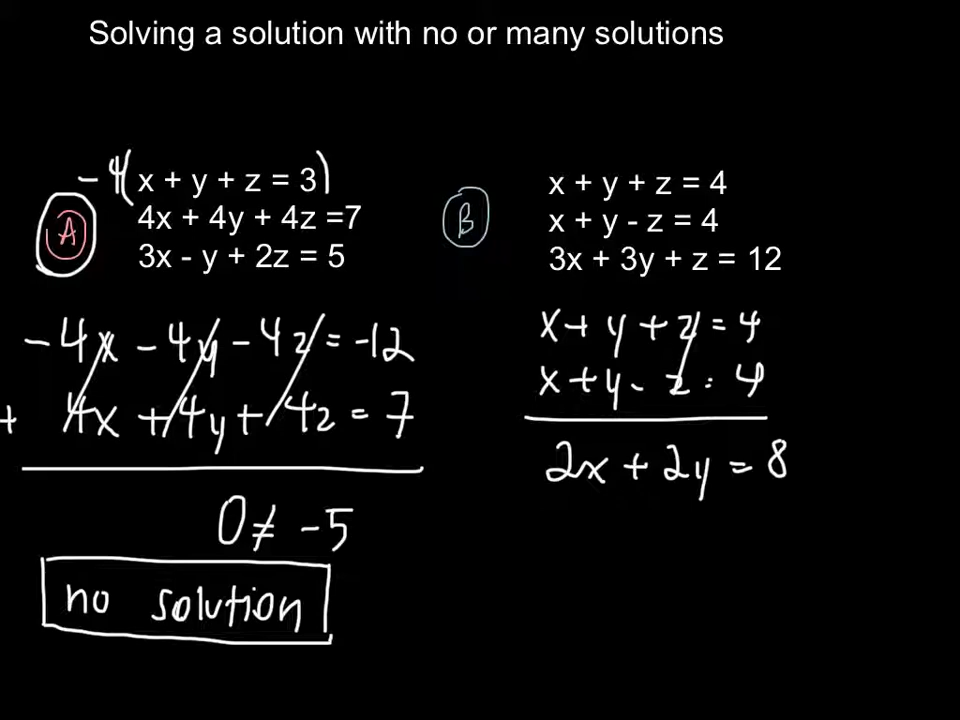 Solving a solution with no or many solutions
-4(x + y + z = 3)
A
4x + 4y + 4z =7
3x - y + 2z = 5
-4x - 4y - 4z = -12
+ 4x + 4y + 4z = 7
0 ≠ -5
no solution
B
x + y + z = 4
x + y - z = 4
3x + 3y + z = 12
x + y + z = 4
x + y - z = 4
2x + 2y = 8